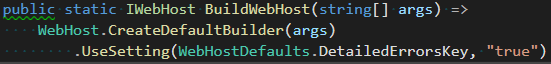 public static IWebHost BuildWebHost(string[] args) =>
WebHost.CreateDefaultBuilder(args)
.UseSetting(WebHostDefaults.DetailedErrorsKey, "true")